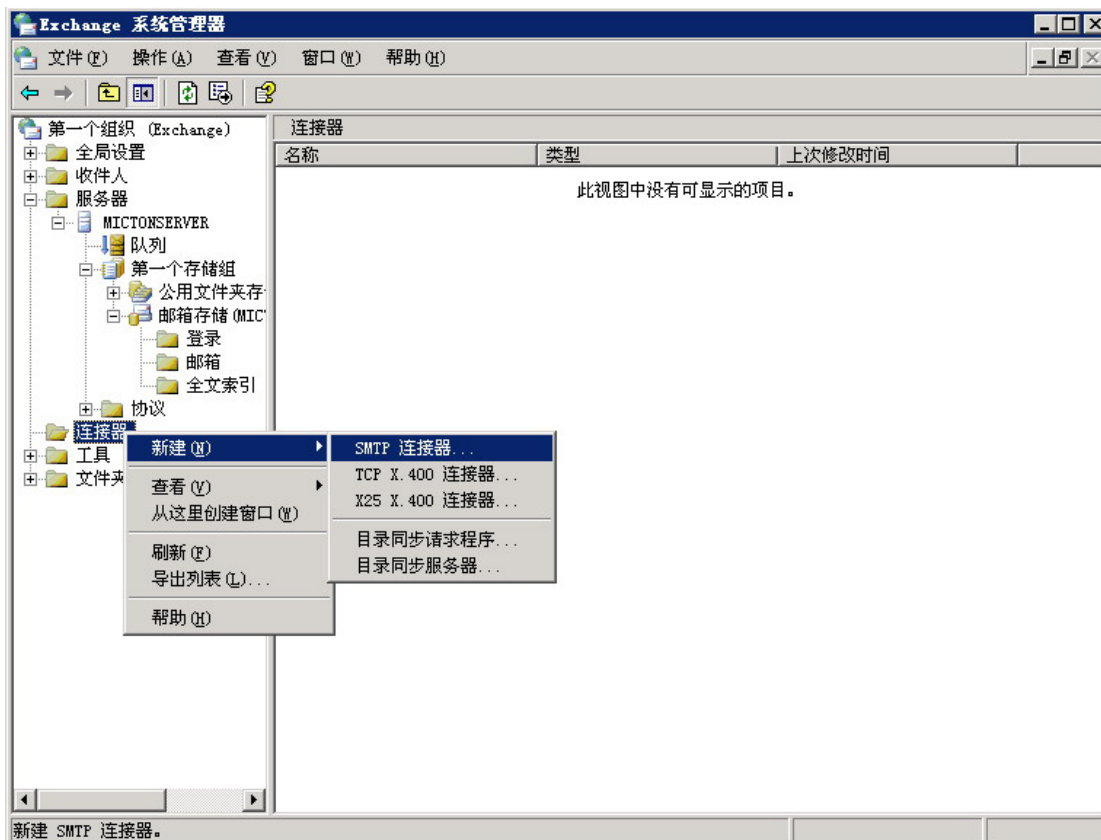 Exchange 系统管理器
文件(F) 操作(A) 查看(V) 窗口(W) 帮助(H)
第一个组织 (Exchange)
全局设置
收件人
服务器
MICTONSERVER
队列
第一个存储组
公用文件夹存
邮箱存储(MIC
登录
邮箱
全文索引
协议
连接器
工具
文件夹
连接器
名称 类型 上次修改时间
此视图中没有可显示的项目。
新建(N)
查看(V)
从这里创建窗口(W)
刷新(F)
导出列表(L)...
帮助(H)
SMTP 连接器...
TCP X.400 连接器...
X25 X.400 连接器...
目录同步请求程序...
目录同步服务器...
新建 SMTP 连接器。